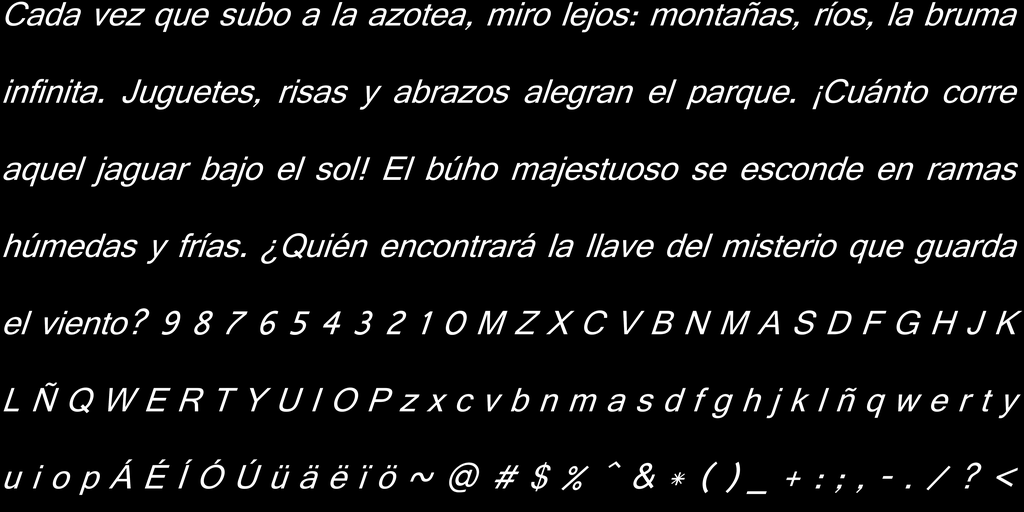 Cada vez que subo a la azotea, miro lejos: montañas, ríos, la bruma
infinita. Juguetes, risas y abrazos alegran el parque. ¡Cuánto corre
aquel jaguar bajo el sol! El búho majestuoso se esconde en ramas
húmedas y frías. ¿Quién encontrará la llave del misterio que guarda
el viento? 9 8 7 6 5 4 3 2 1 0 M Z X C V B N M A S D F G H J K
L Ñ Q W E R T Y U I O P z x c v b n m a s d f g h j k l ñ q w e r t y
u i o p Á É Í Ó Ú ü ä ë ï ö ~ @ # $ % ^ & * ( ) _ + : ; , - . / ? <